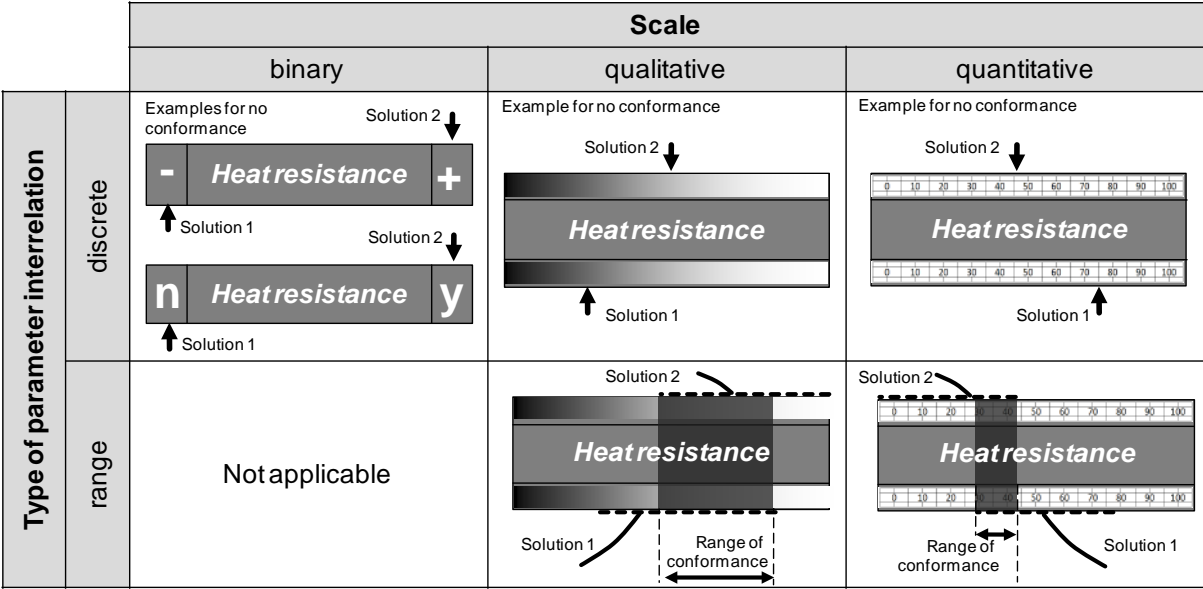 Scale
binary
qualitative
quantitative
Type of parameter interrelation
discrete
Examples for no
conformance
Solution 2
- Heat resistance +
Solution 1
Solution 2
n Heat resistance y
Solution 1
Example for no conformance
Solution 2
Heat resistance
Solution 1
Example for no conformance
Solution 2
0 10 20 30 40 50 60 70 80 90 100
Heat resistance
0 10 20 30 40 50 60 70 80 90 100
Solution 1
range
Not applicable
Solution 2
Heat resistance
Solution 1
Range of
conformance
Solution 2
0 10 20 30 40 50 60 70 80 90 100
Heat resistance
0 10 20 30 40 50 60 70 80 90 100
Range of
conformance
Solution 1